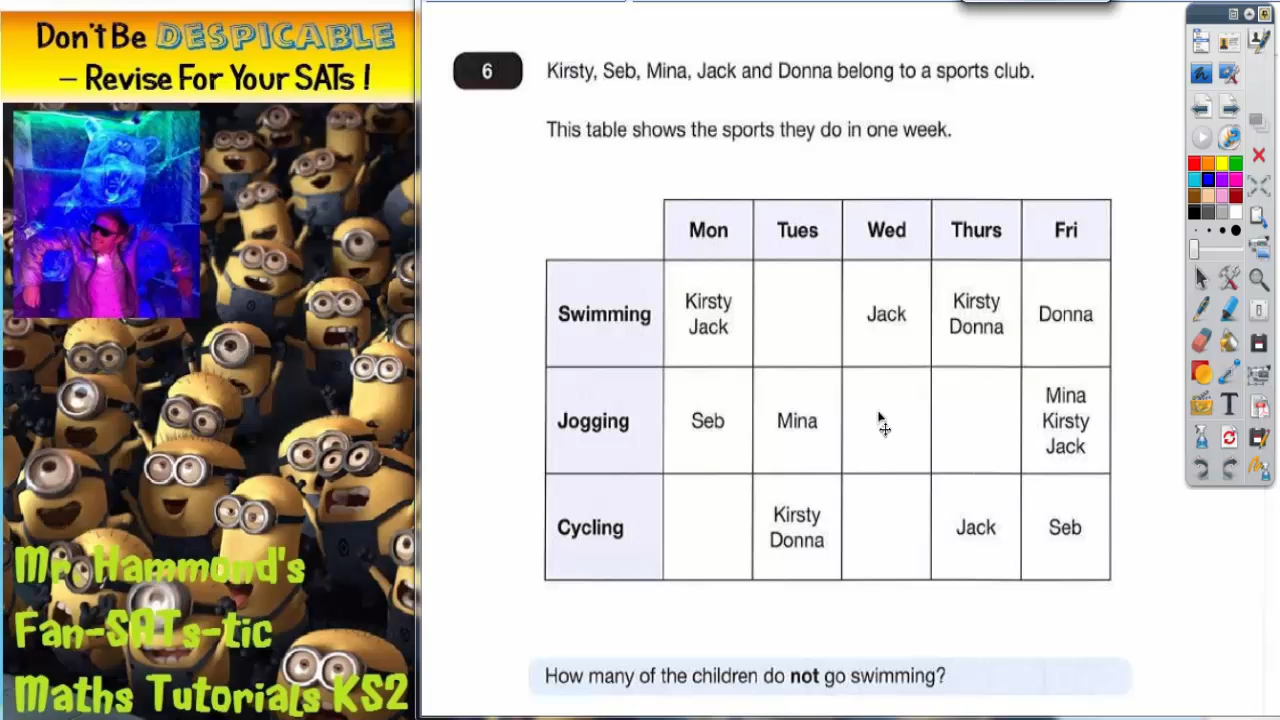 Don't Be DESPICABLE
– Revise For Your SATs !
Mr. Hammond's
Fan-SATs-tic
Maths Tutorials KS2
6
Kirsty, Seb, Mina, Jack and Donna belong to a sports club.
This table shows the sports they do in one week.
Mon Tues Wed Thurs Fri
Swimming
Kirsty
Jack
Jack
Kirsty
Donna
Donna
Jogging
Seb
Mina
Mina
Kirsty
Jack
Cycling
Kirsty
Donna
Jack
Seb
How many of the children do not go swimming?